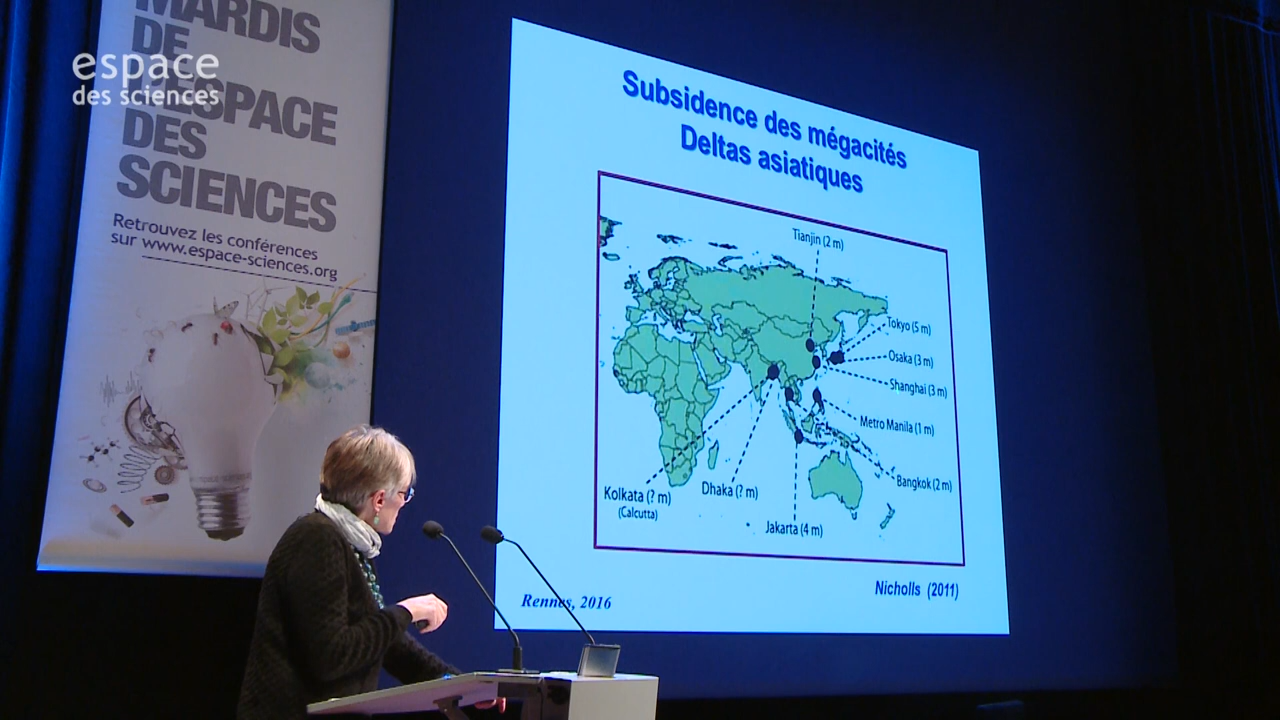 MARDIS
DE
L'ESPACE
DES
SCIENCES
Retrouvez les conférences
sur www.espace-sciences.org
espace
des sciences
Subsidence des mégacités
Deltas asiatiques
Tianjin (2 m)
Tokyo (5 m)
Osaka (3 m)
Shanghai (3 m)
Metro Manila (1 m)
Bangkok (2 m)
Kolkata (? m)
(Calcutta)
Dhaka (? m)
Jakarta (4 m)
Nicholls (2011)
Rennes, 2016